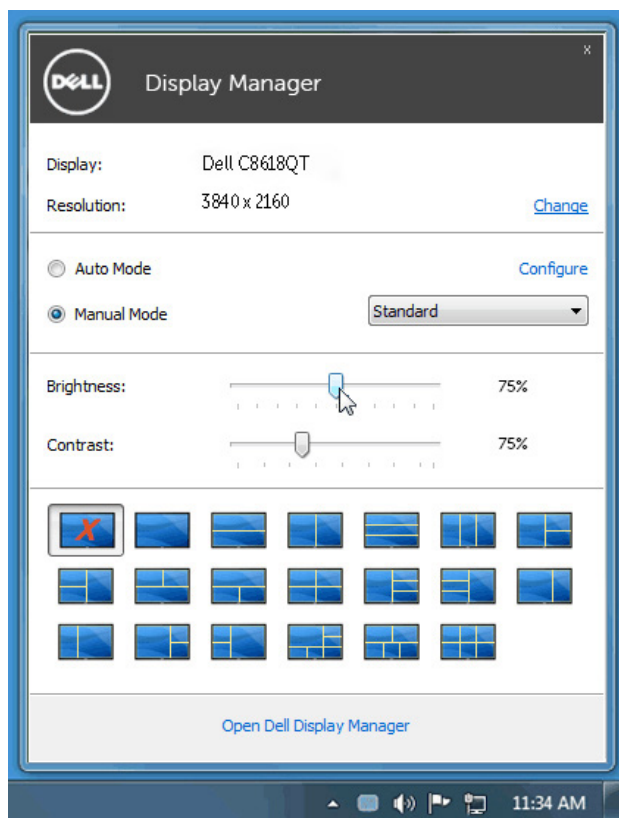 x
DELL
Display Manager
Display: Dell C8618QT
Resolution: 3840 x 2160 Change
Auto Mode Configure
Manual Mode Standard
Brightness: 75%
Contrast: 75%
Open Dell Display Manager
11:34 AM